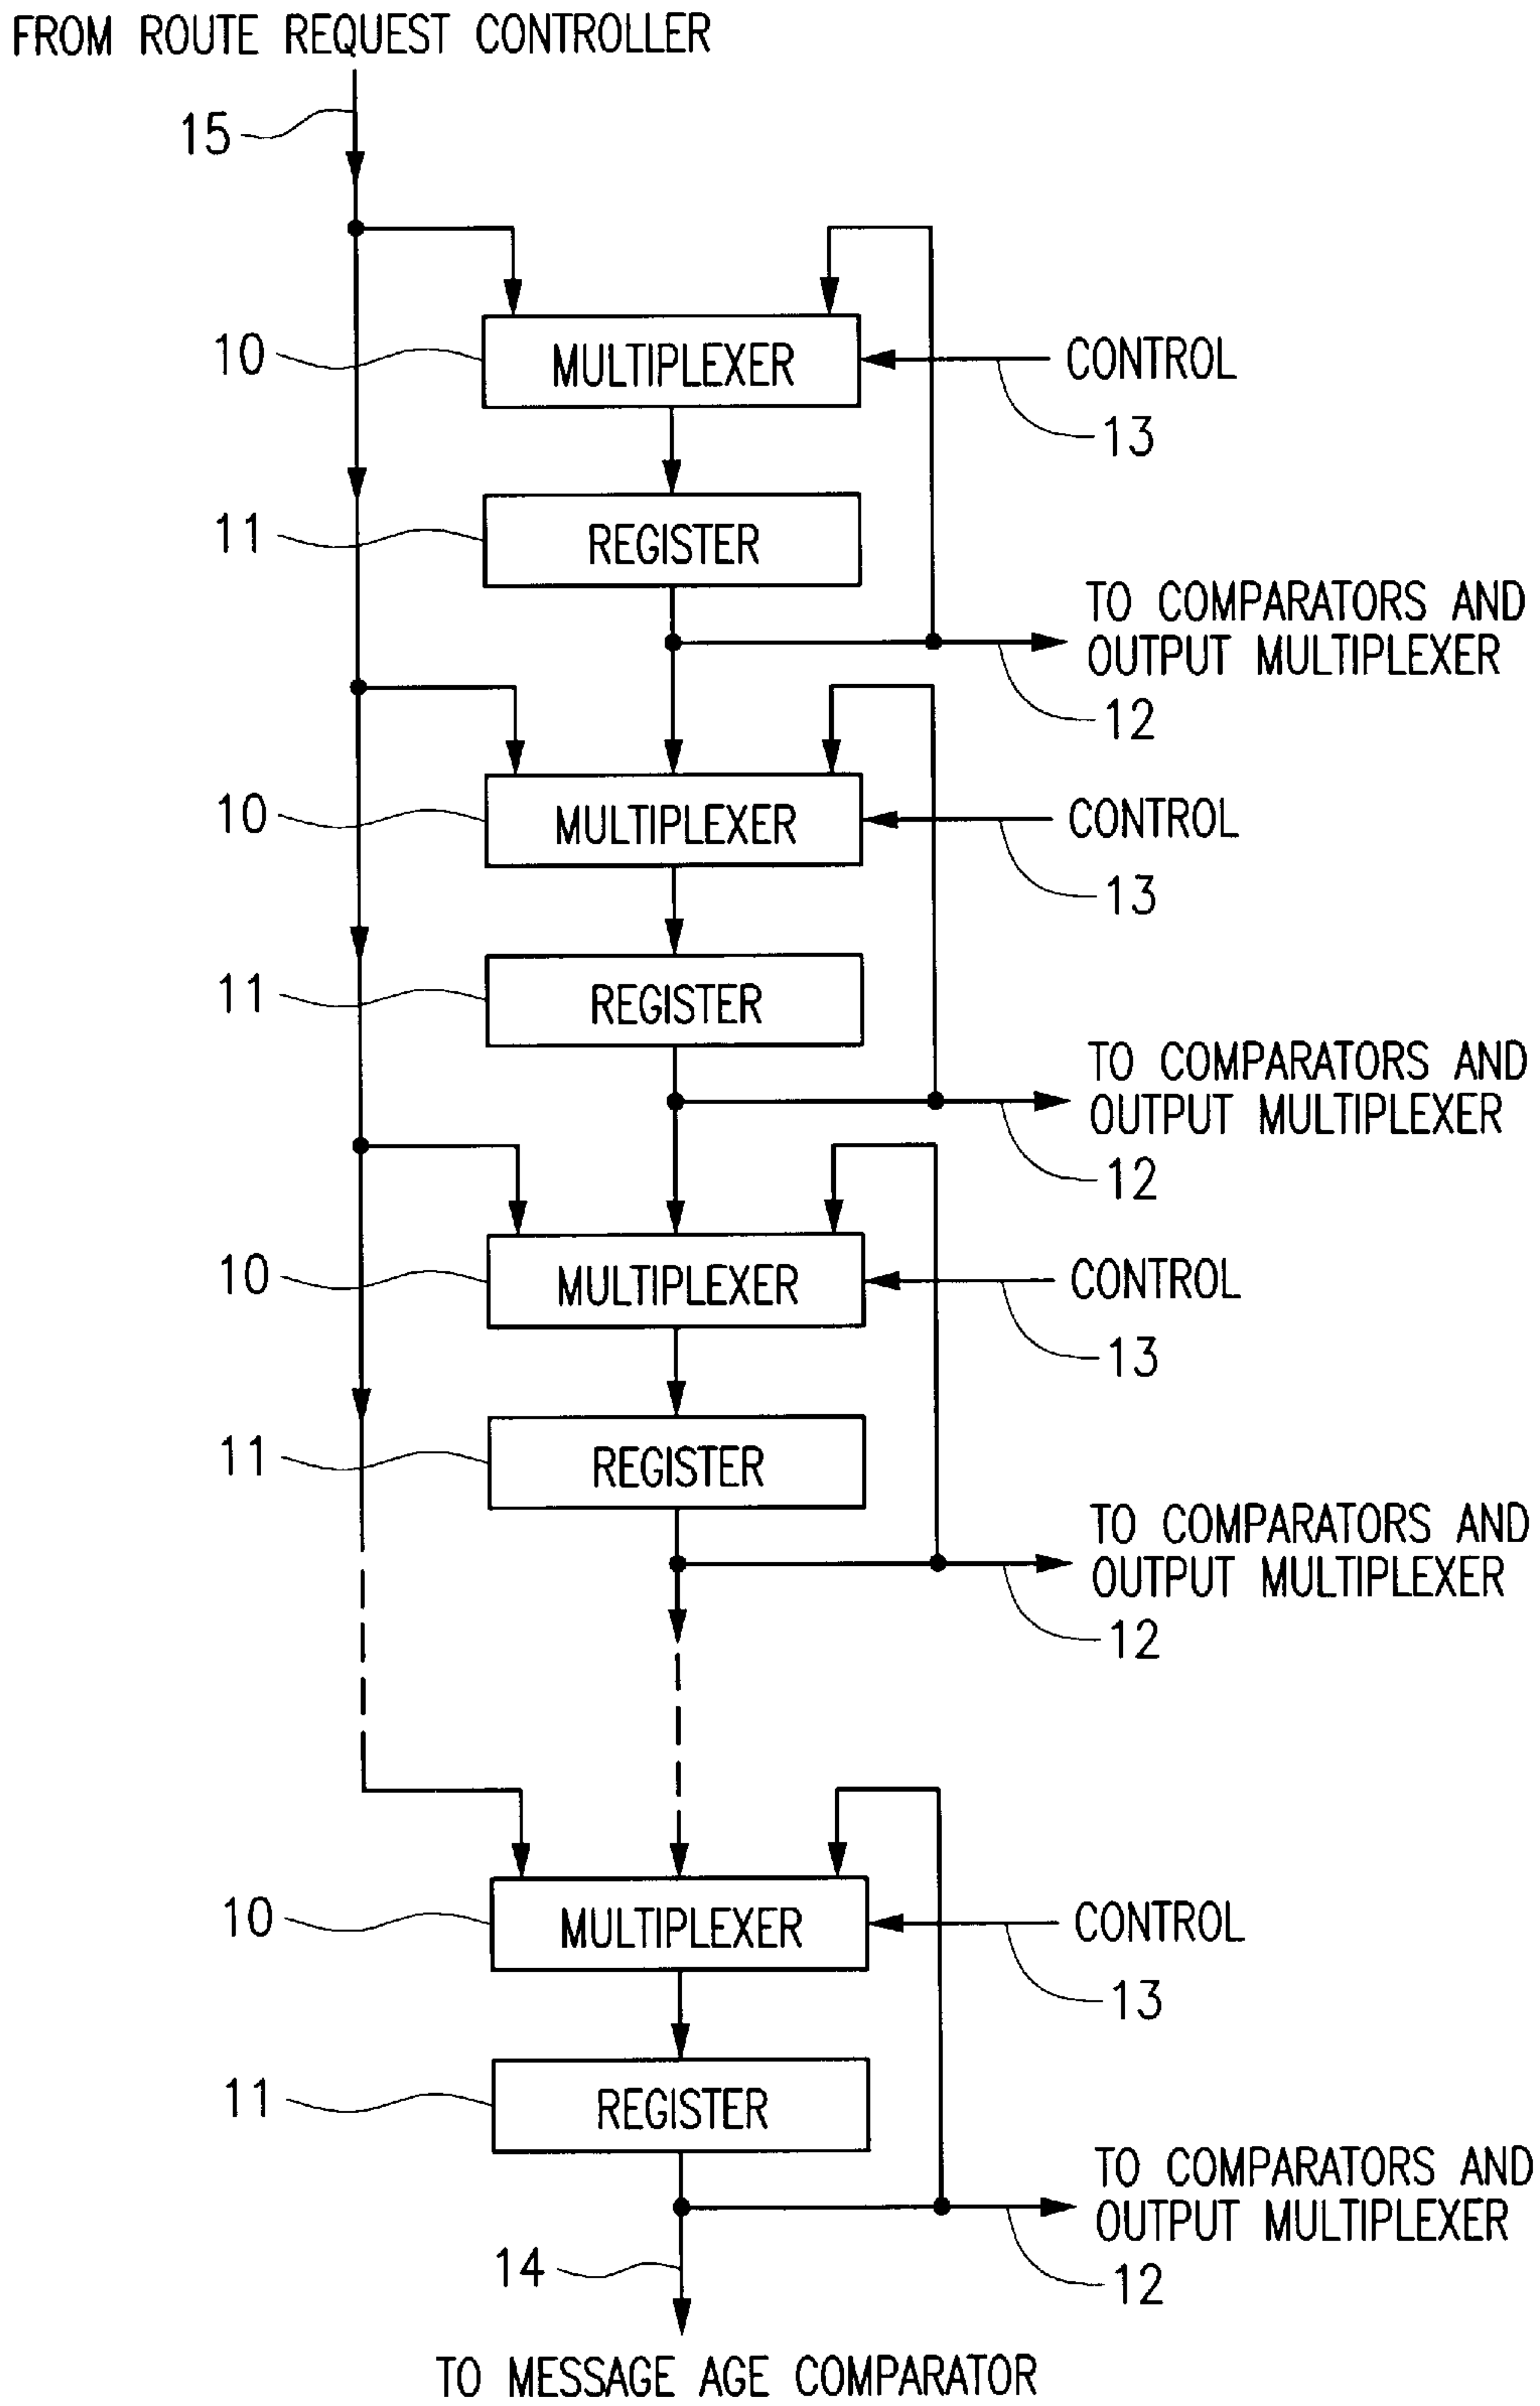 FROM ROUTE REQUEST CONTROLLER
15
10
MULTIPLEXER
CONTROL
13
11
REGISTER
TO COMPARATORS AND
OUTPUT MULTIPLEXER
12
10
MULTIPLEXER
CONTROL
13
11
REGISTER
TO COMPARATORS AND
OUTPUT MULTIPLEXER
12
10
MULTIPLEXER
CONTROL
13
11
REGISTER
TO COMPARATORS AND
OUTPUT MULTIPLEXER
12
10
MULTIPLEXER
CONTROL
13
11
REGISTER
TO COMPARATORS AND
OUTPUT MULTIPLEXER
12
14
TO MESSAGE AGE COMPARATOR